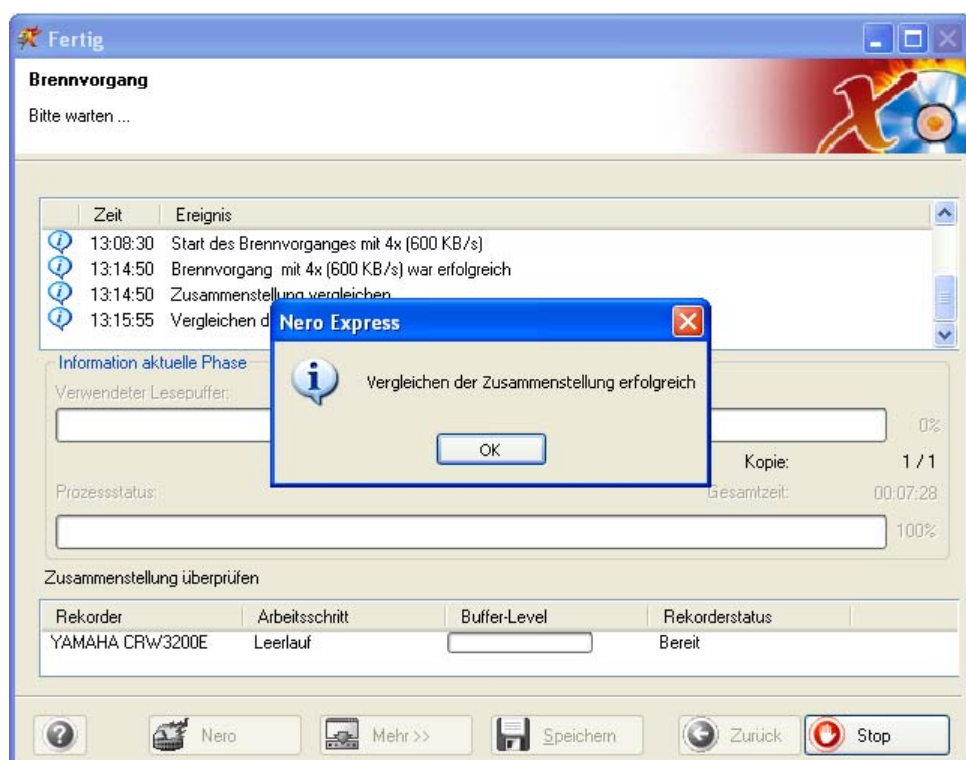 Fertig
Brennvorgang
Bitte warten ...
Zeit Ereignis
13:08:30 Start des Brennvorganges mit 4x (600 KB/s)
13:14:50 Brennvorgang mit 4x (600 KB/s) war erfolgreich
13:14:50 Zusammenstellung vergleichen
13:15:55 Vergleichen d
Nero Express
Vergleichen der Zusammenstellung erfolgreich
OK
Information aktuelle Phase
Verwendeter Lesepuffer:
0%
Kopie: 1 / 1
Prozessstatus: Gesamtzeit: 00:07:28
100%
Zusammenstellung überprüfen
Rekorder Arbeitsschritt Buffer-Level Rekorderstatus
YAMAHA CRW3200E Leerlauf Bereit
Nero Mehr >> Speichern Zurück Stop